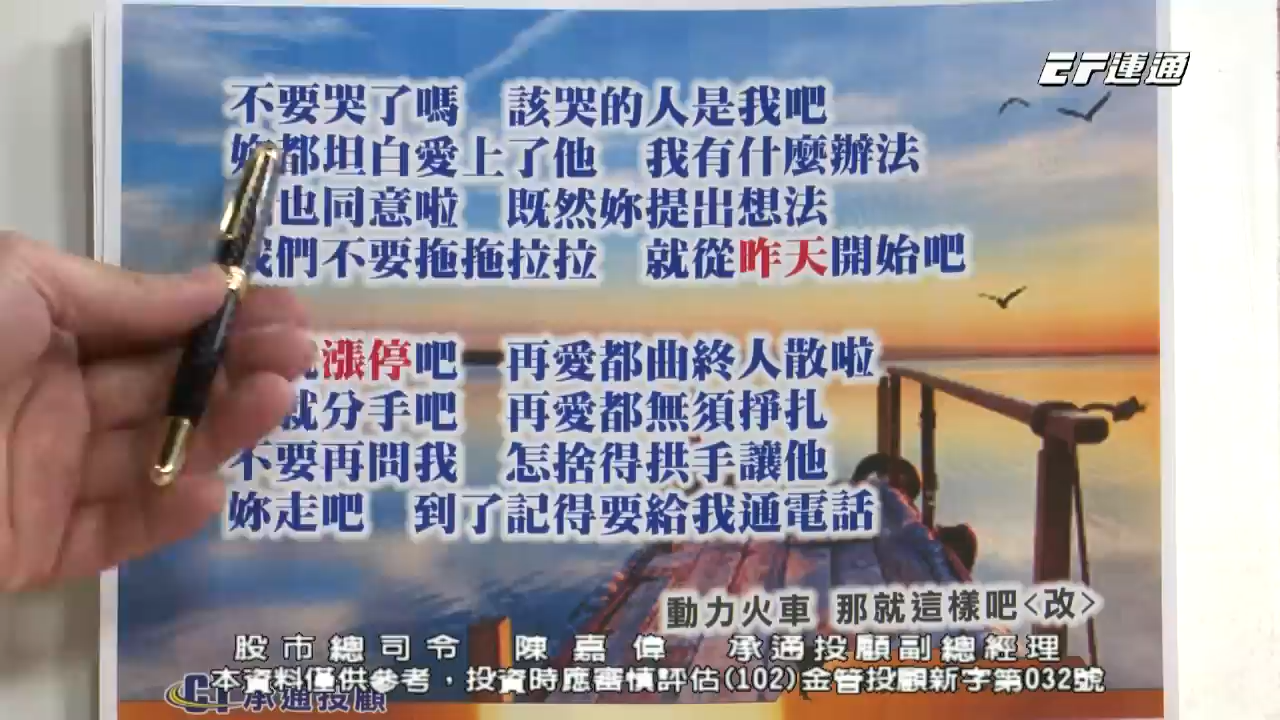 EF運通
不要哭了嗎 該哭的人是我吧
妳都坦白愛上了他 我有什麼辦法
也同意啦 既然妳提出想法
我們不要拖拖拉拉 就從昨天開始吧
漲停吧 再愛都曲終人散啦
就分手吧 再愛都無須掙扎
不要再問我 怎捨得拱手讓他
妳走吧 到了記得要給我通電話
動力火車 那就這樣吧<改>
股市總司令 陳嘉偉 承通投顧副總經理
本資料僅供參考,投資時應審慎評估(102)金管投顧新字第032號
CT承通投顧